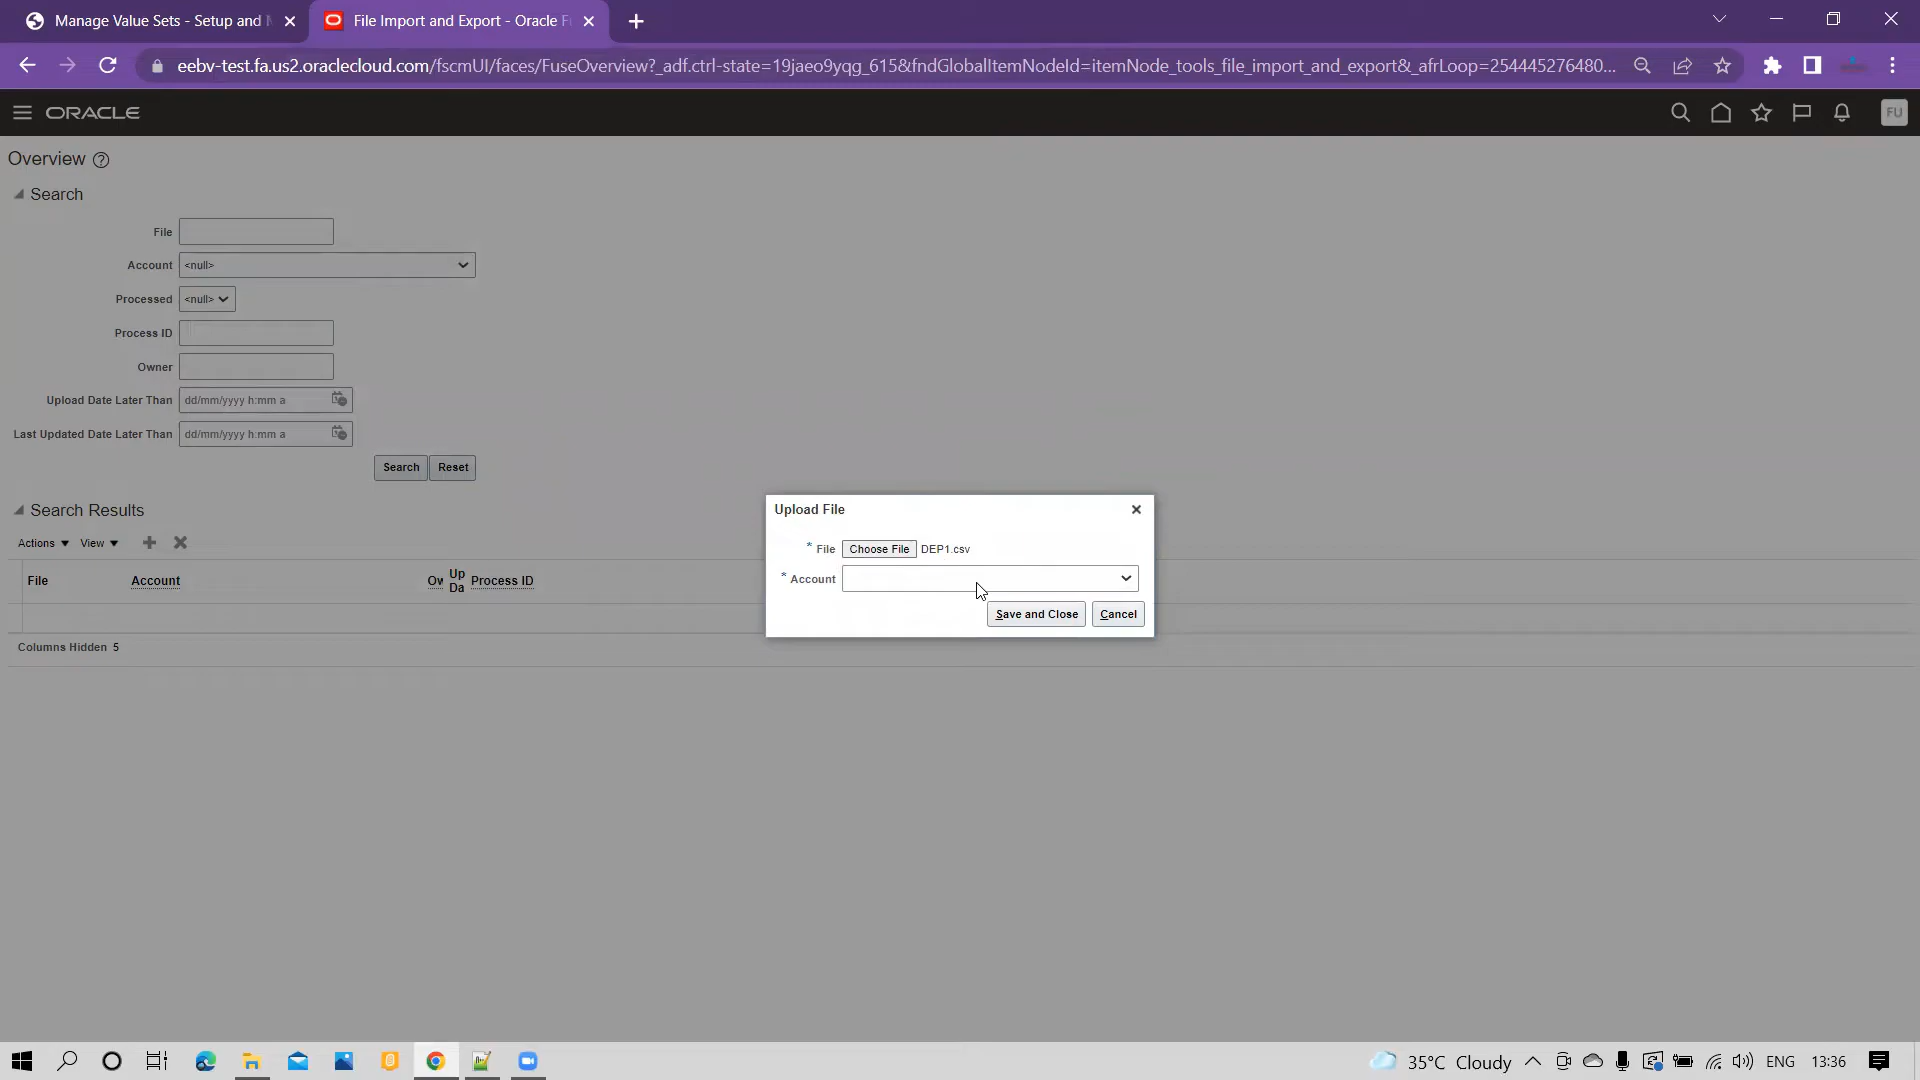 Manage Value Sets - Setup and M
File Import and Export - Oracle F
eebv-test.fa.us2.oraclecloud.com/fscmUI/faces/FuseOverview?_adf.ctrl-state=19jaeo9yqg_615&fndGlobalItemNodeId=itemNode_tools_file_import_and_export&_afrLoop=254445276480...
ORACLE
FU
Overview
Search
File
Account <null>
Processed <null>
Process ID
Owner
Upload Date Later Than dd/mm/yyyy h:mm a
Last Updated Date Later Than dd/mm/yyyy h:mm a
Search Reset
Upload File
* File Choose File DEP1.csv
* Account
Save and Close Cancel
Search Results
Actions View
File Account Ow Up Da Process ID
Columns Hidden 5
35°C Cloudy ENG 13:36